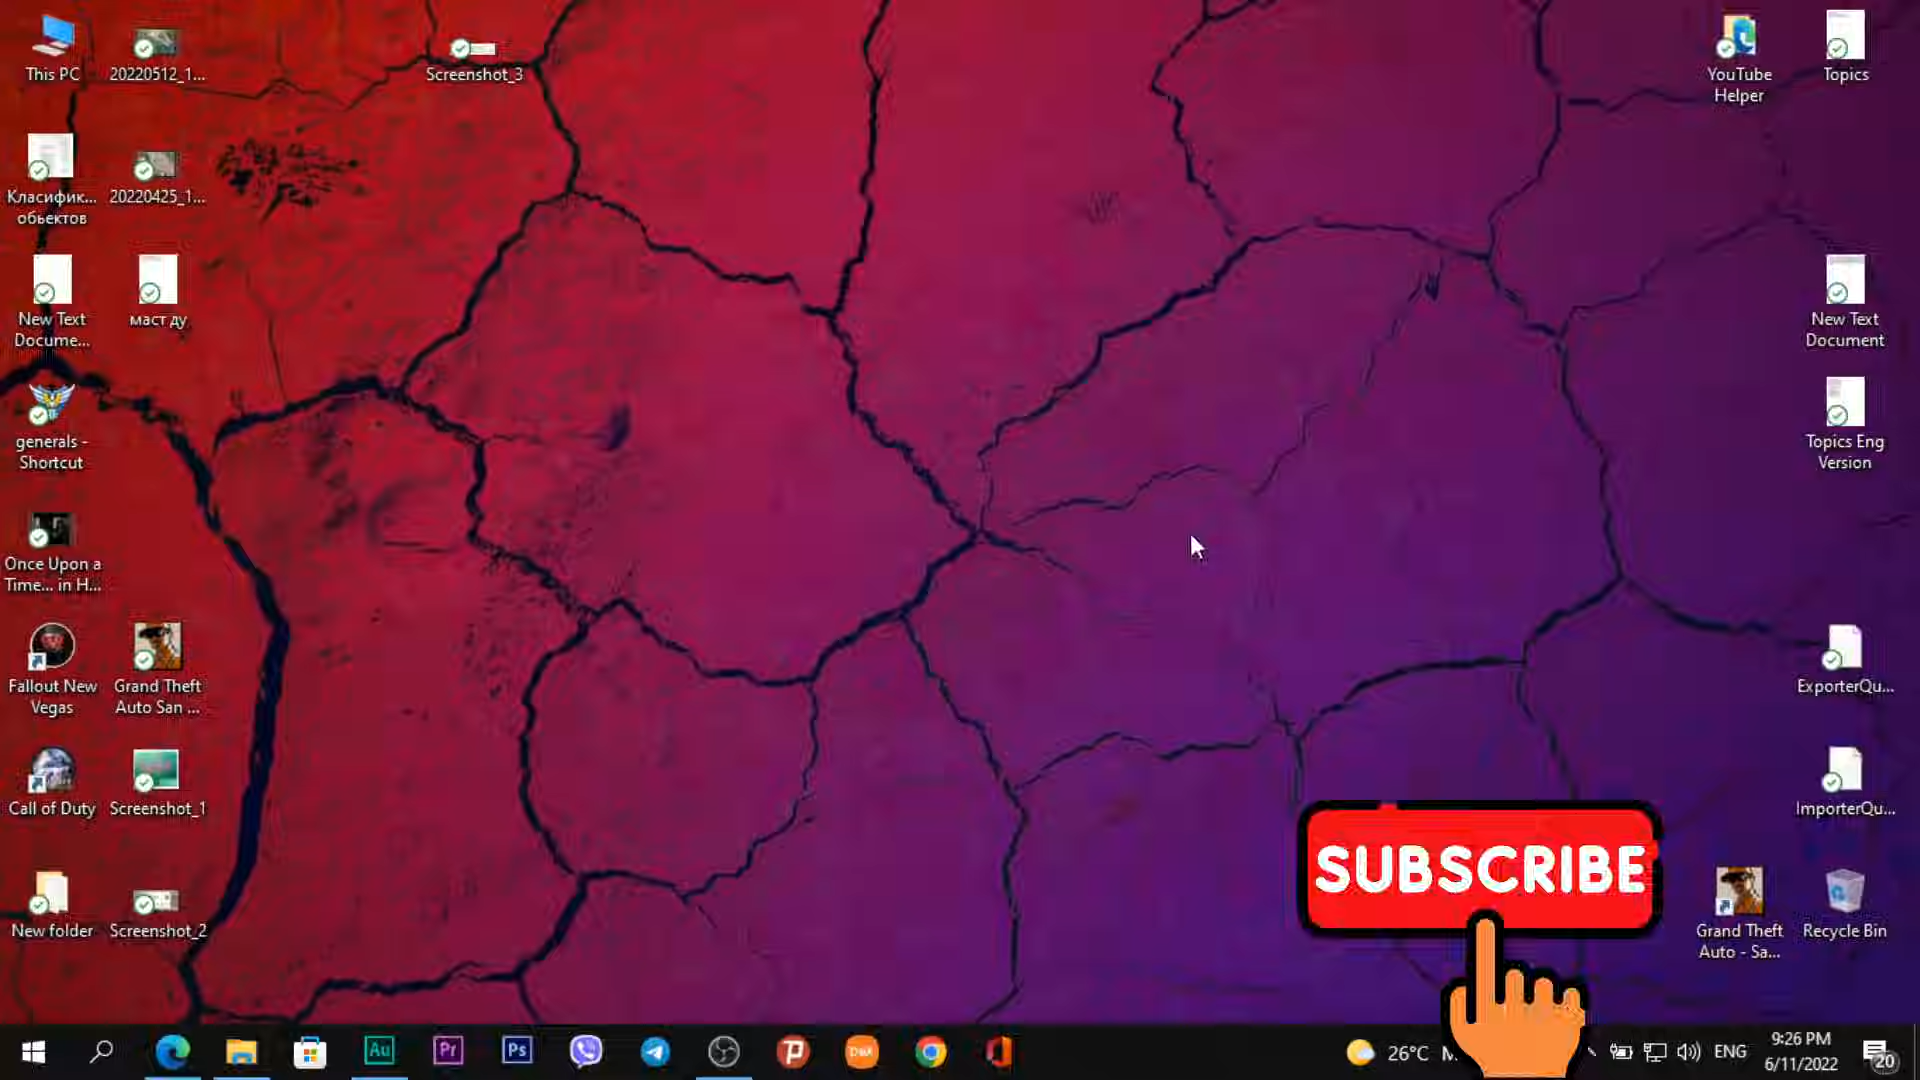 This PC
20220512_1...
Screenshot_3
YouTube
Helper
Topics
Класифик...
обьектов
20220425_1...
New Text
Docume...
маст ду
New Text
Document
generals -
Shortcut
Topics Eng
Version
Once Upon a
Time... in H...
Fallout New
Vegas
Grand Theft
Auto San ...
ExporterQu...
Call of Duty
Screenshot_1
ImporterQu...
SUBSCRIBE
New folder
Screenshot_2
Grand Theft
Auto - Sa...
Recycle Bin
Au
Pr
Ps
26°C
ENG
9:26 PM
6/11/2022
20